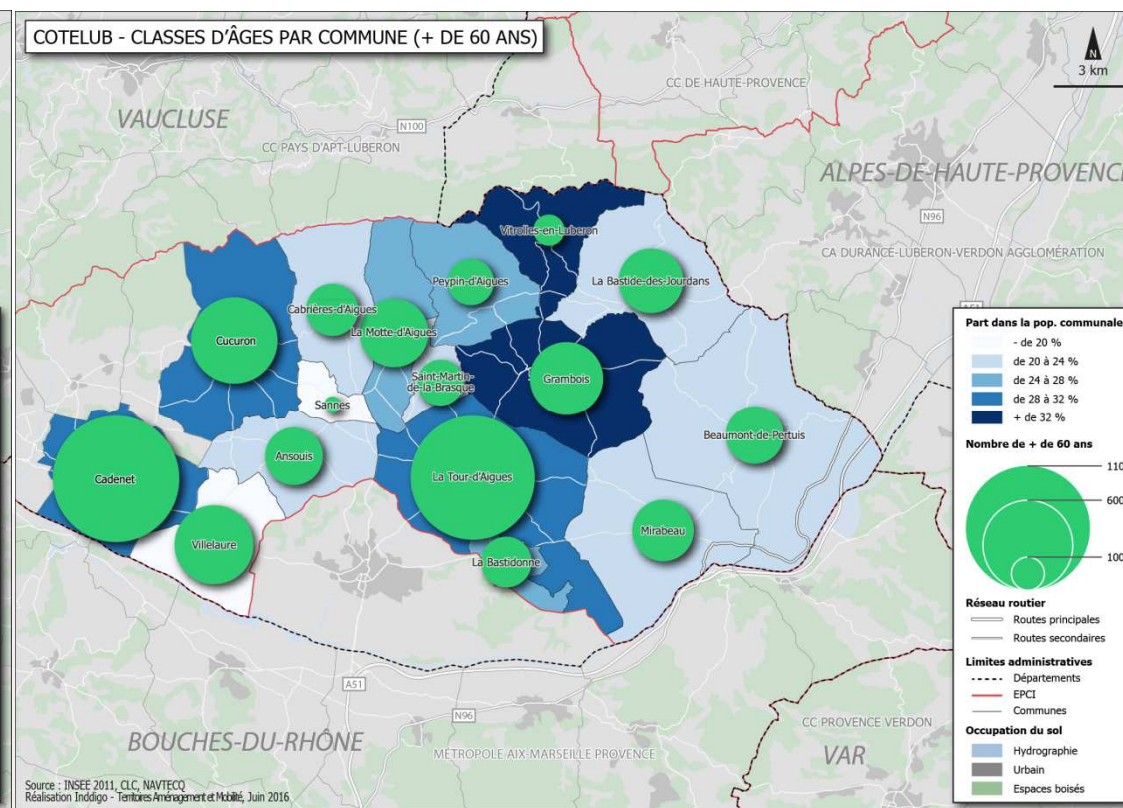 COTELUB - CLASSES D'ÂGES PAR COMMUNE (+ DE 60 ANS)
N
3 km
CC DE HAUTE-PROVENCE
VAUCLUSE
N100
CC PAYS D'APT-LUBERON
ALPES-DE-HAUTE-PROVENCE
N96
CA DURANCE-LUBERON-VERDON AGGLOMÉRATION
A51
Vitrolles-en-Luberon
Peypin-d'Aigues
La Bastide-des-Jourdans
Cabrières-d'Aigues
La Motte-d'Aigues
Cucuron
Saint-Martin-
de-la-Brasque
Grambois
Sannes
Beaumont-de-Pertuis
Ansouis
Cadenet
La Tour-d'Aigues
Mirabeau
Villelaure
La Bastidonne
A51
N96
BOUCHES-DU-RHÔNE
MÉTROPOLE AIX-MARSEILLE PROVENCE
CC PROVENCE VERDON
VAR
Source : INSEE 2011, CLC, NAVTECQ
Réalisation Inddigo - Territoires Aménagement et Mobilité, Juin 2016
Part dans la pop. communale
- de 20 %
de 20 à 24 %
de 24 à 28 %
de 28 à 32 %
+ de 32 %
Nombre de + de 60 ans
110
600
100
Réseau routier
Routes principales
Routes secondaires
Limites administratives
Départements
EPCI
Communes
Occupation du sol
Hydrographie
Urbain
Espaces boisés